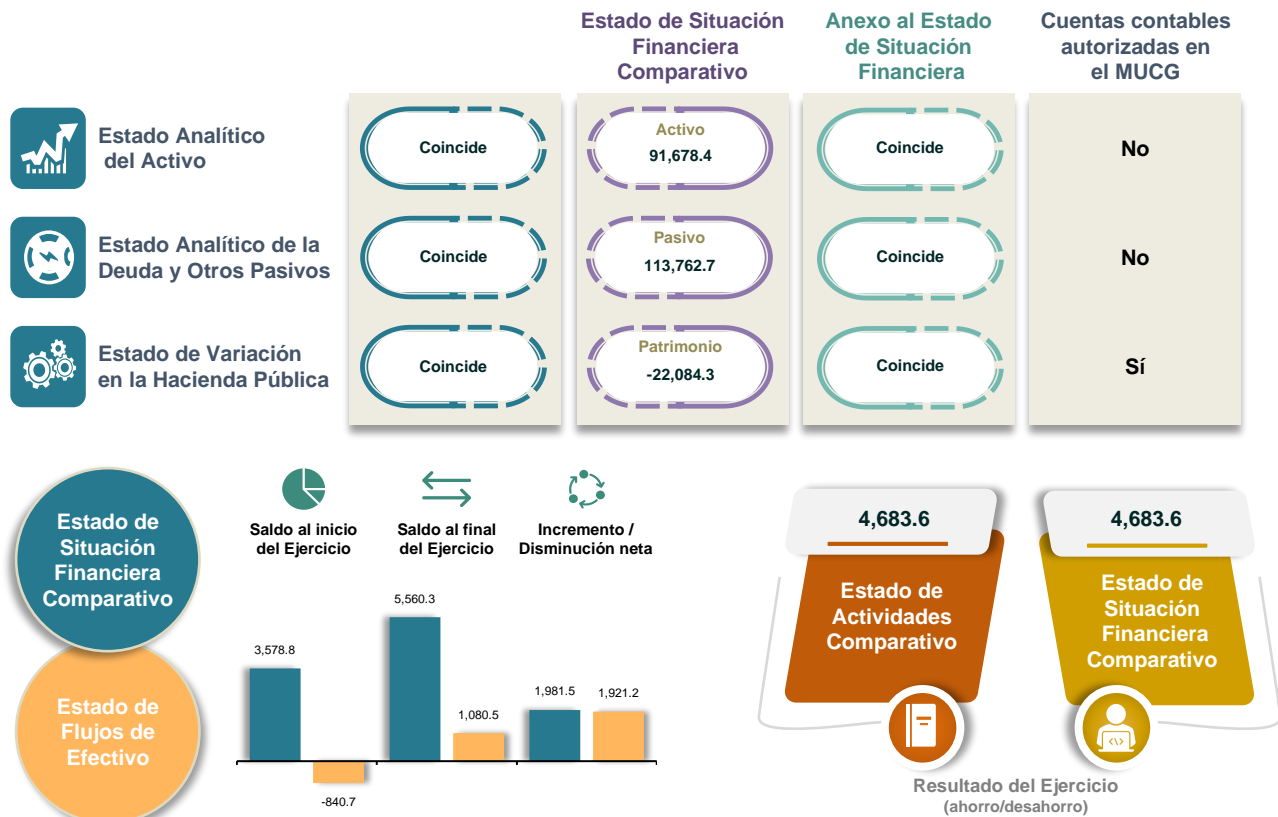 Estado de Situación
Financiera
Comparativo
Anexo al Estado
de Situación
Financiera
Cuentas contables
autorizadas en
el MUCG
Estado Analítico
del Activo
Coincide
Activo
91,678.4
Coincide
No
Estado Analítico de la
Deuda y Otros Pasivos
Coincide
Pasivo
113,762.7
Coincide
No
Estado de Variación
en la Hacienda Pública
Coincide
Patrimonio
-22,084.3
Coincide
Sí
Estado de
Situación
Financiera
Comparativo
Estado de
Flujos de
Efectivo
Saldo al inicio
del Ejercicio
Saldo al final
del Ejercicio
Incremento /
Disminución neta
3,578.8
-840.7
5,560.3
1,080.5
1,981.5
1,921.2
4,683.6
Estado de
Actividades
Comparativo
4,683.6
Estado de
Situación
Financiera
Comparativo
Resultado del Ejercicio
(ahorro/desahorro)